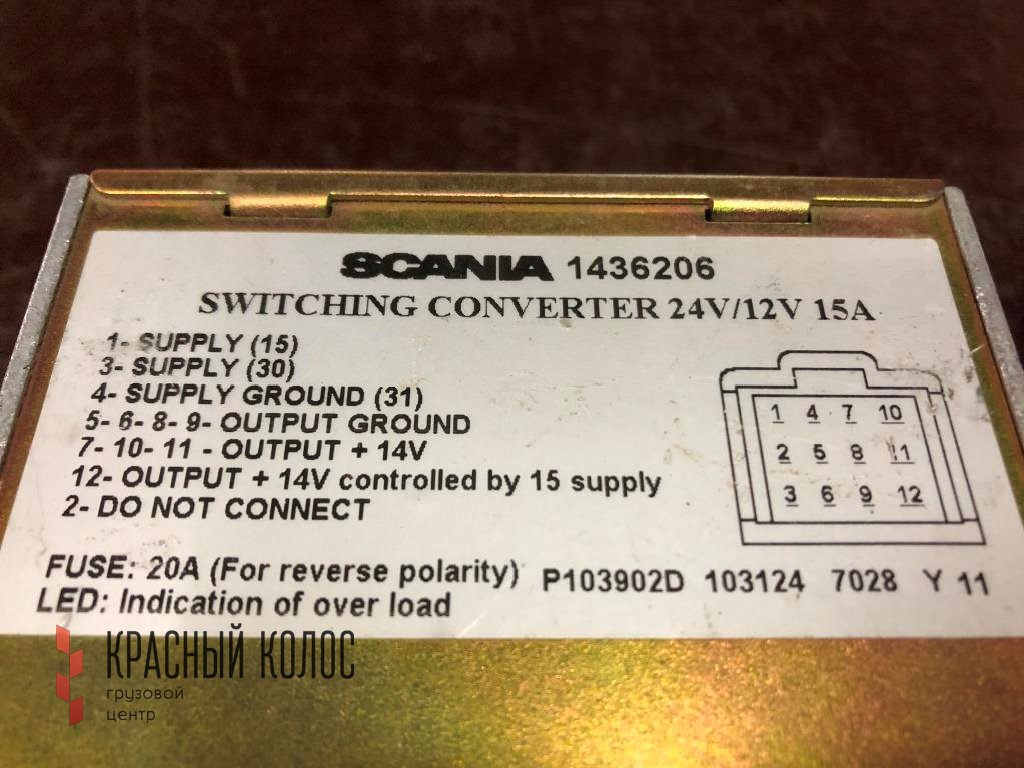 SCANIA 1436206
SWITCHING CONVERTER 24V/12V 15A
1- SUPPLY (15)
3- SUPPLY (30)
4- SUPPLY GROUND (31)
5- 6- 8- 9- OUTPUT GROUND
7- 10- 11 - OUTPUT + 14V
12- OUTPUT + 14V controlled by 15 supply
2- DO NOT CONNECT
1 4 7 10
2 5 8 11
3 6 9 12
FUSE: 20A (For reverse polarity)
P103902D 103124 7028 Y 11
LED: Indication of over load
КРАСНЫЙ КОЛОС
грузовой
центр